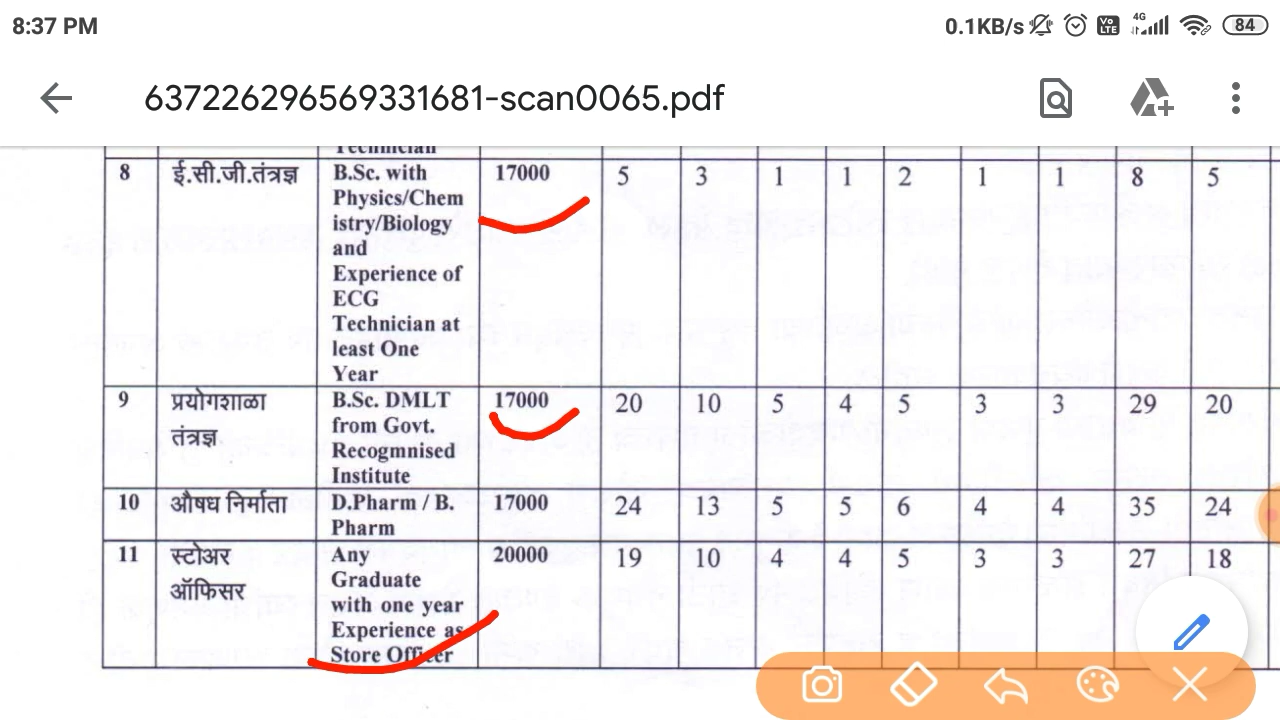 8:37 PM
0.1KB/s
4G
Vo LTE
84
637226296569331681-scan0065.pdf
Technician
8 ई.सी.जी.तंत्रज्ञ B.Sc. with 17000 5 3 1 1 2 1 1 8 5
Physics/Chem
istry/Biology
and
Experience of
ECG
Technician at
least One
Year
9 प्रयोगशाळा B.Sc. DMLT 17000 20 10 5 4 5 3 3 29 20
तंत्रज्ञ from Govt.
Recogmnised
Institute
10 औषध निर्माता D.Pharm / B. 17000 24 13 5 5 6 4 4 35 24
Pharm
11 स्टोअर Any 20000 19 10 4 4 5 3 3 27 18
ऑफिसर Graduate
with one year
Experience as
Store Officer